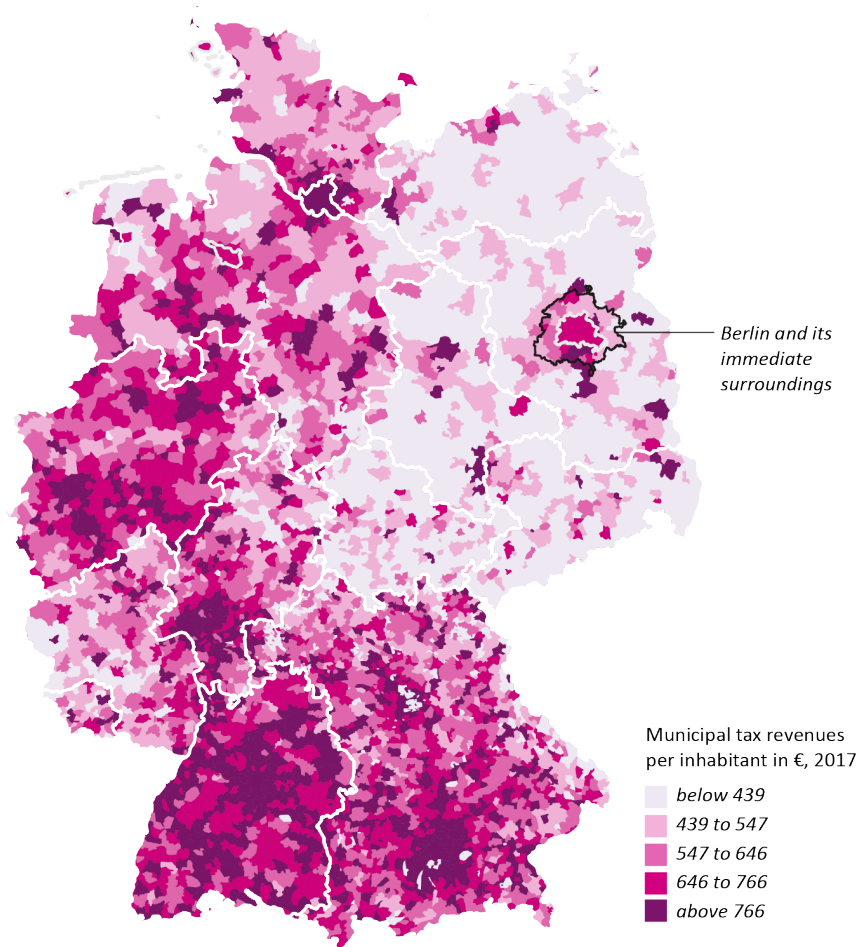 Berlin and its
immediate
surroundings
Municipal tax revenues
per inhabitant in €, 2017
below 439
439 to 547
547 to 646
646 to 766
above 766